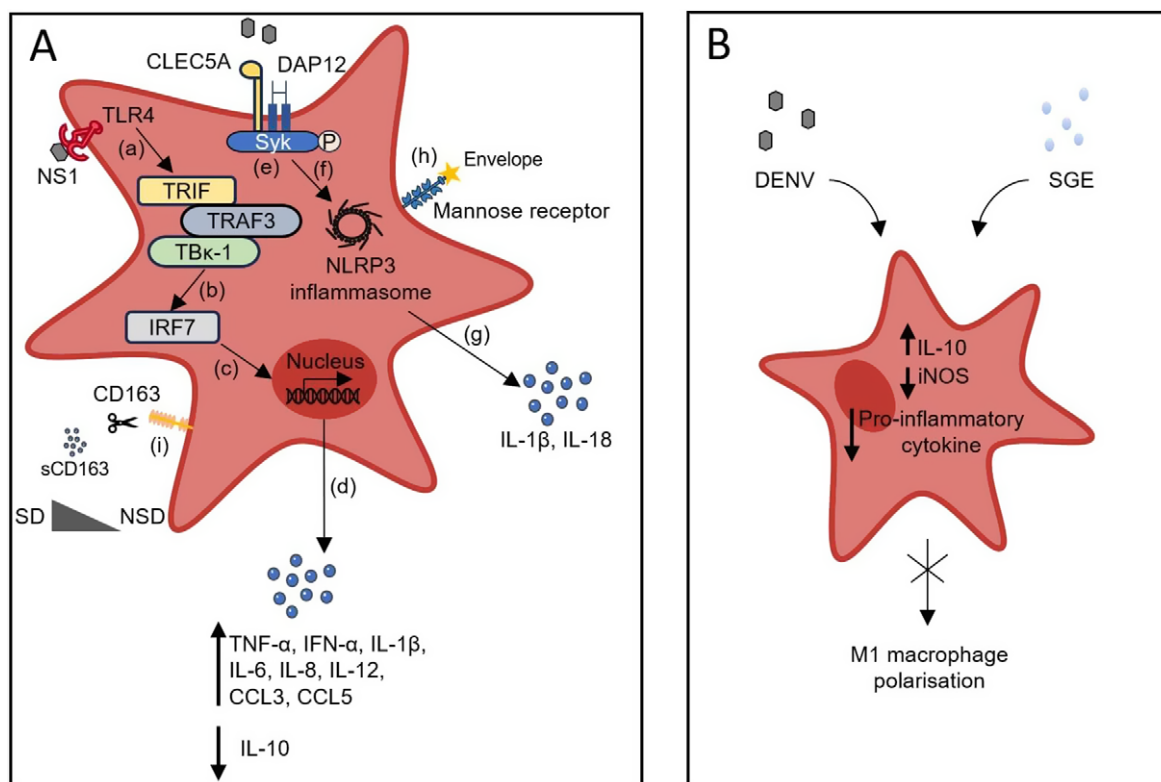 A
CLEC5A
DAP12
TLR4
(a)
NS1
Syk
P
(e)
(f)
(h)
Envelope
Mannose receptor
TRIF
TRAF3
TBκ-1
(b)
IRF7
(c)
NLRP3
inflammasome
(g)
Nucleus
IL-1β, IL-18
CD163
(i)
sCD163
SD
NSD
(d)
TNF-α, IFN-α, IL-1β,
IL-6, IL-8, IL-12,
CCL3, CCL5
IL-10
B
DENV
SGE
IL-10
iNOS
Pro-inflammatory
cytokine
M1 macrophage
polarisation